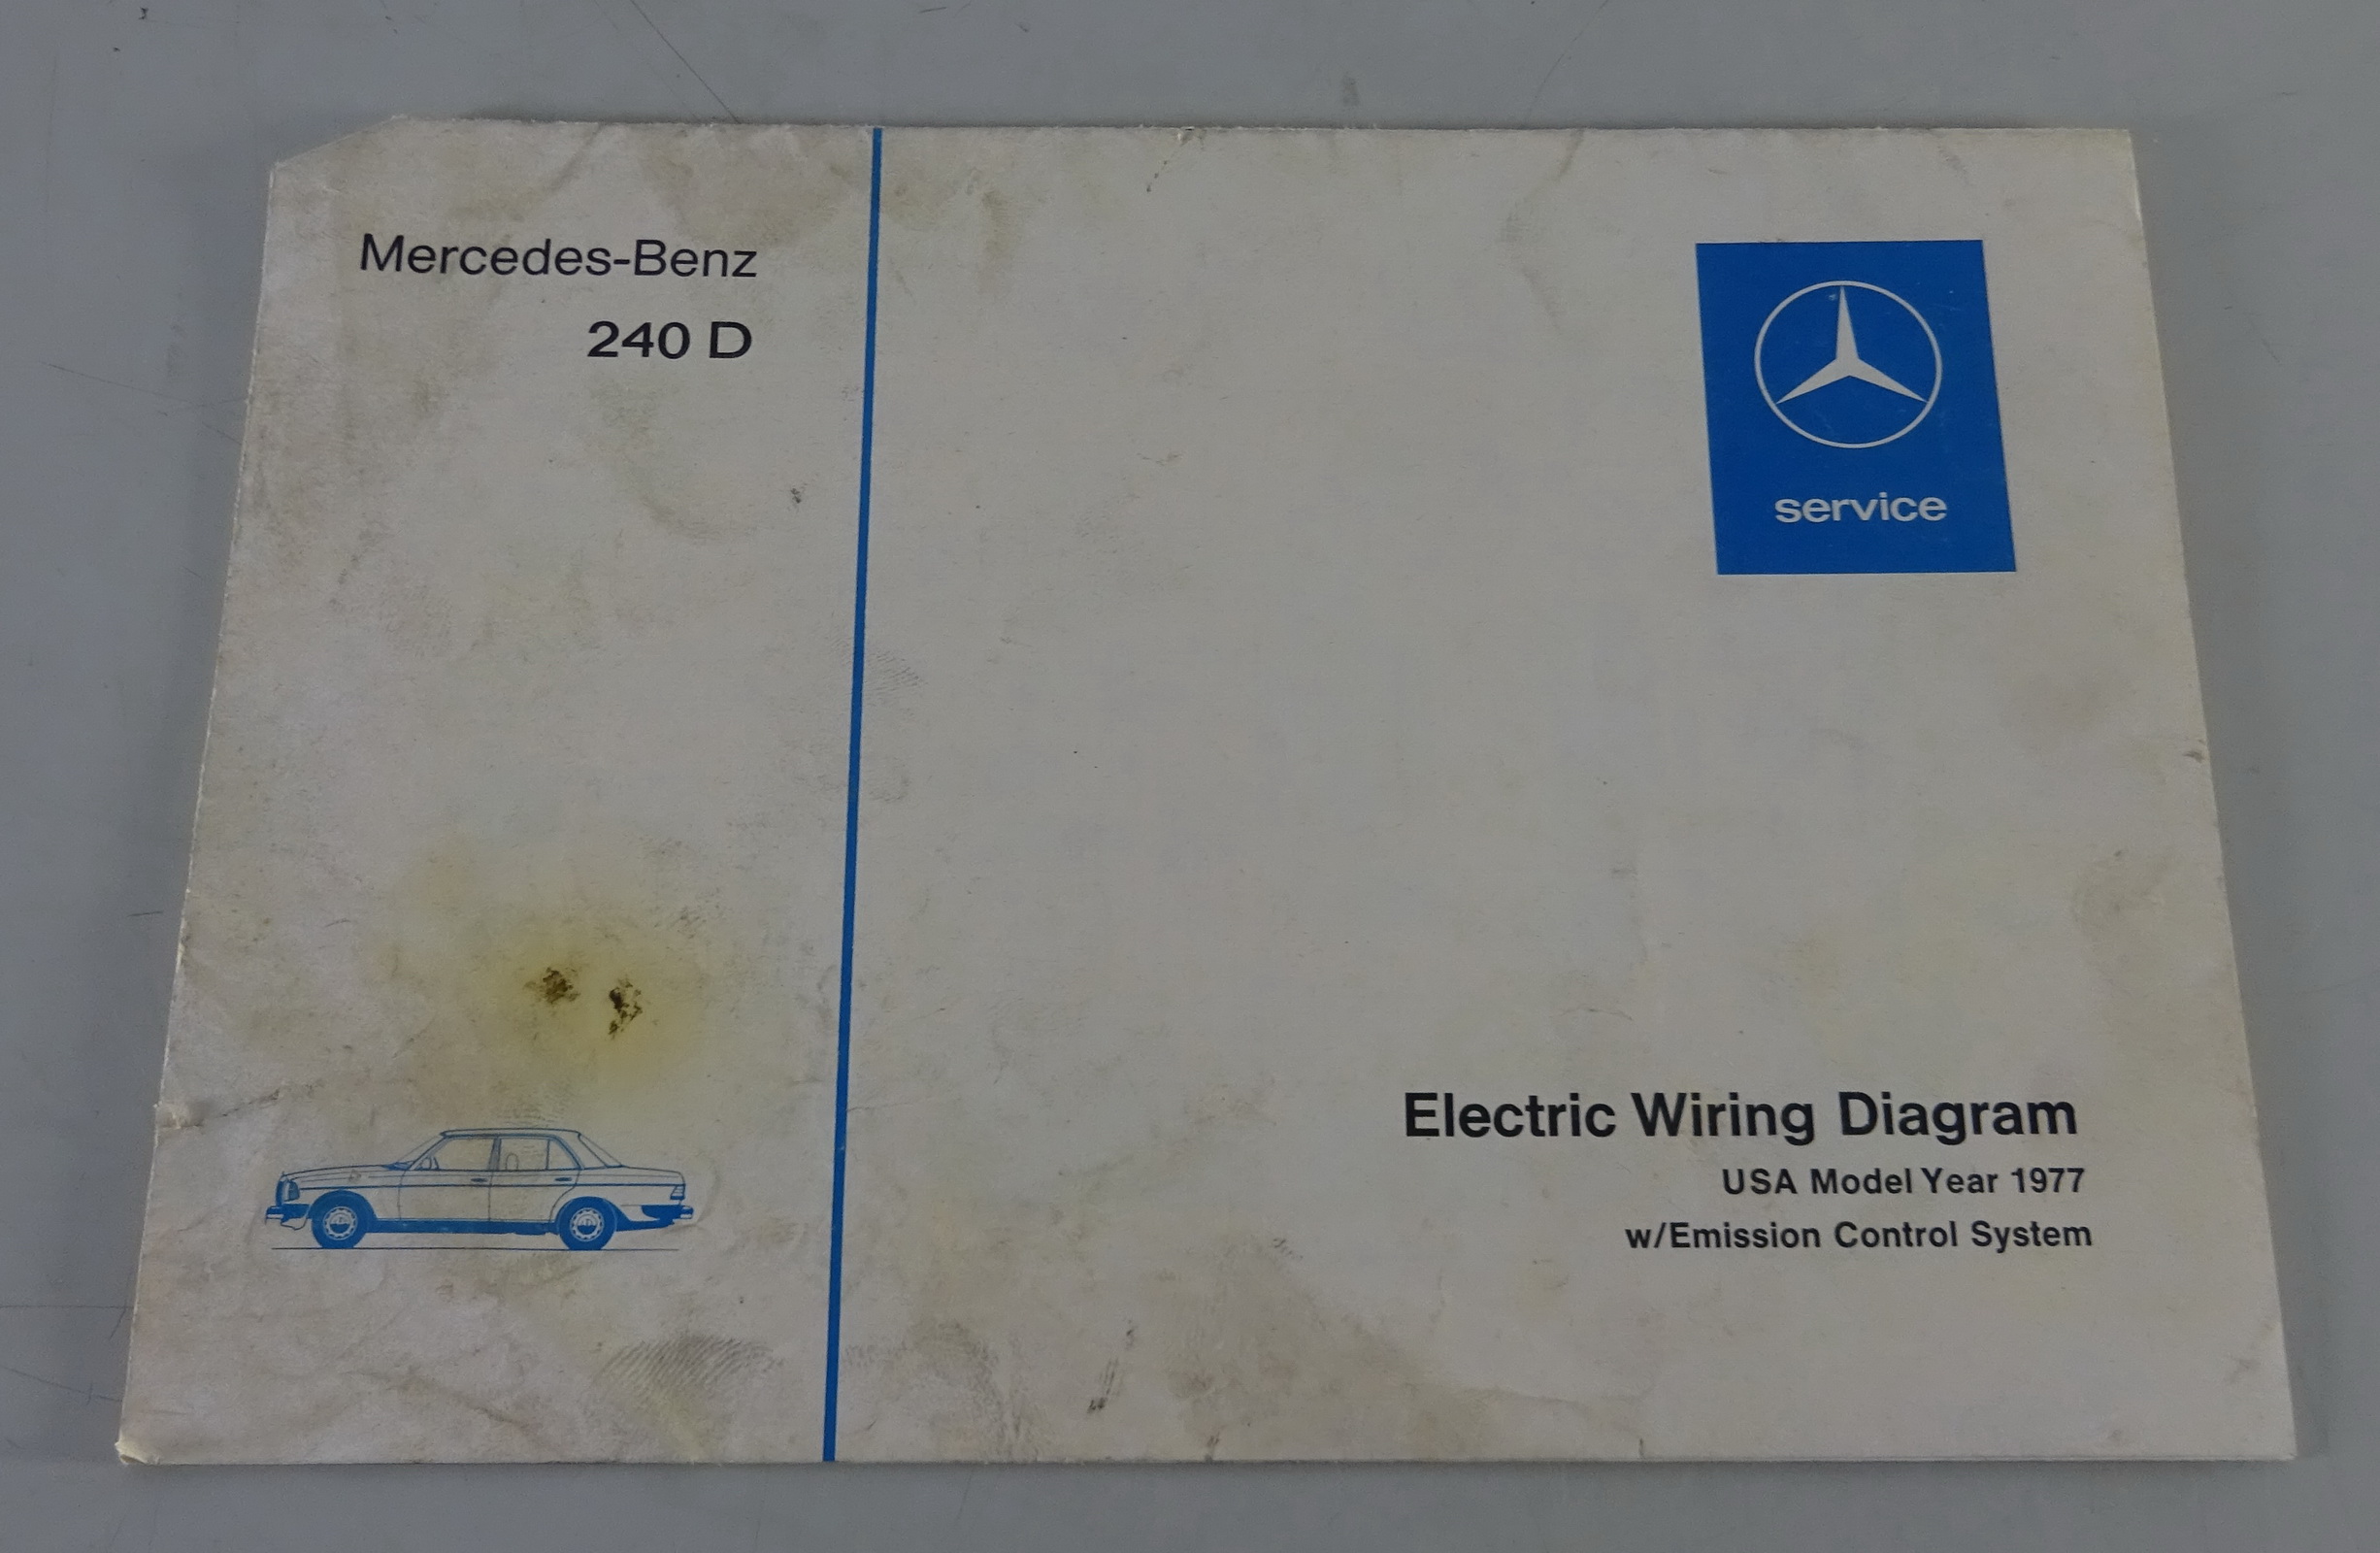 Mercedes-Benz
240 D
service
Electric Wiring Diagram
USA Model Year 1977
w/Emission Control System